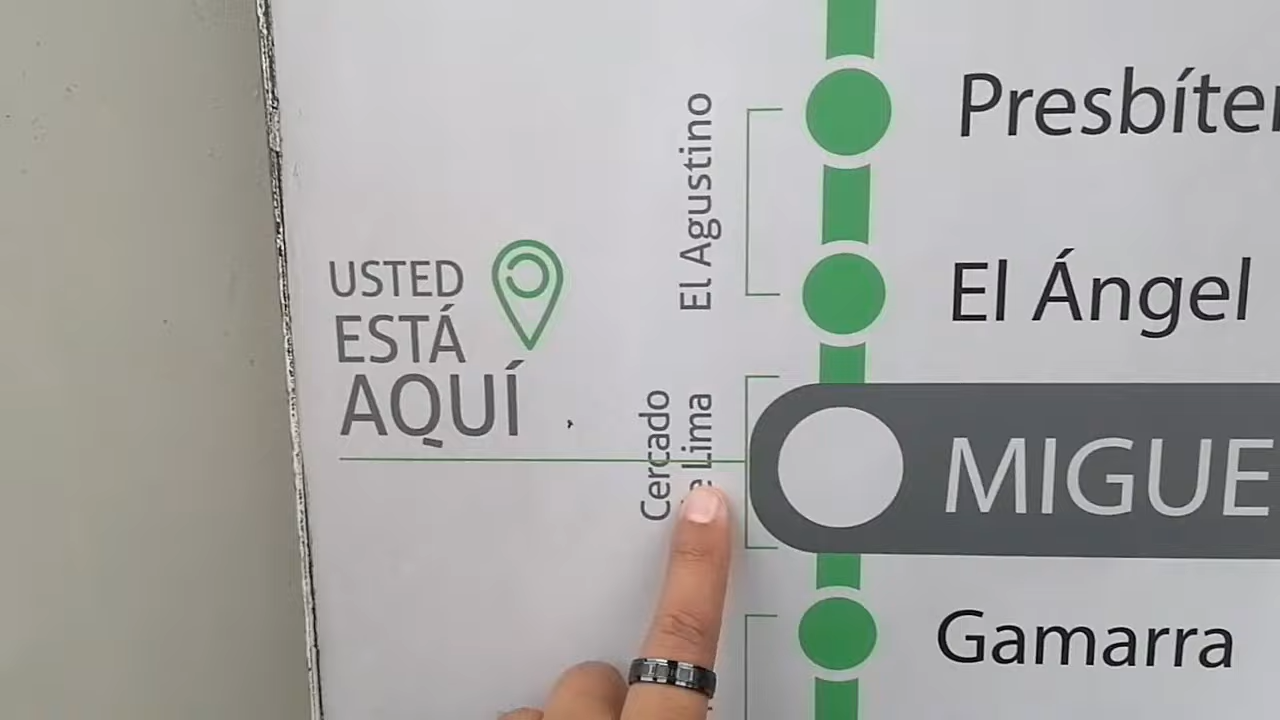 Presbíter
El Agustino
El Ángel
USTED
ESTÁ
AQUÍ
Cercado
e Lima
MIGUE
Gamarra